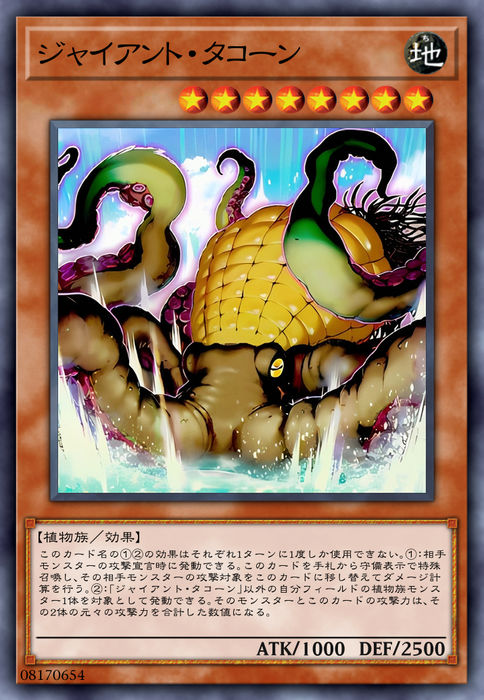 ジャイアント・タコーン
ち
地
【植物族／効果】
このカード名の①②の効果はそれぞれ1ターンに1度しか使用できない。①：相手
モンスターの攻撃宣言時に発動できる。このカードを手札から守備表示で特殊
召喚し、その相手モンスターの攻撃対象をこのカードに移し替えてダメージ計
算を行う。②：「ジャイアント・タコーン」以外の自分フィールドの植物族モンス
ター1体を対象として発動できる。そのモンスターとこのカードの攻撃力は、そ
の2体の元々の攻撃力を合計した数値になる。
ATK/1000 DEF/2500
08170654